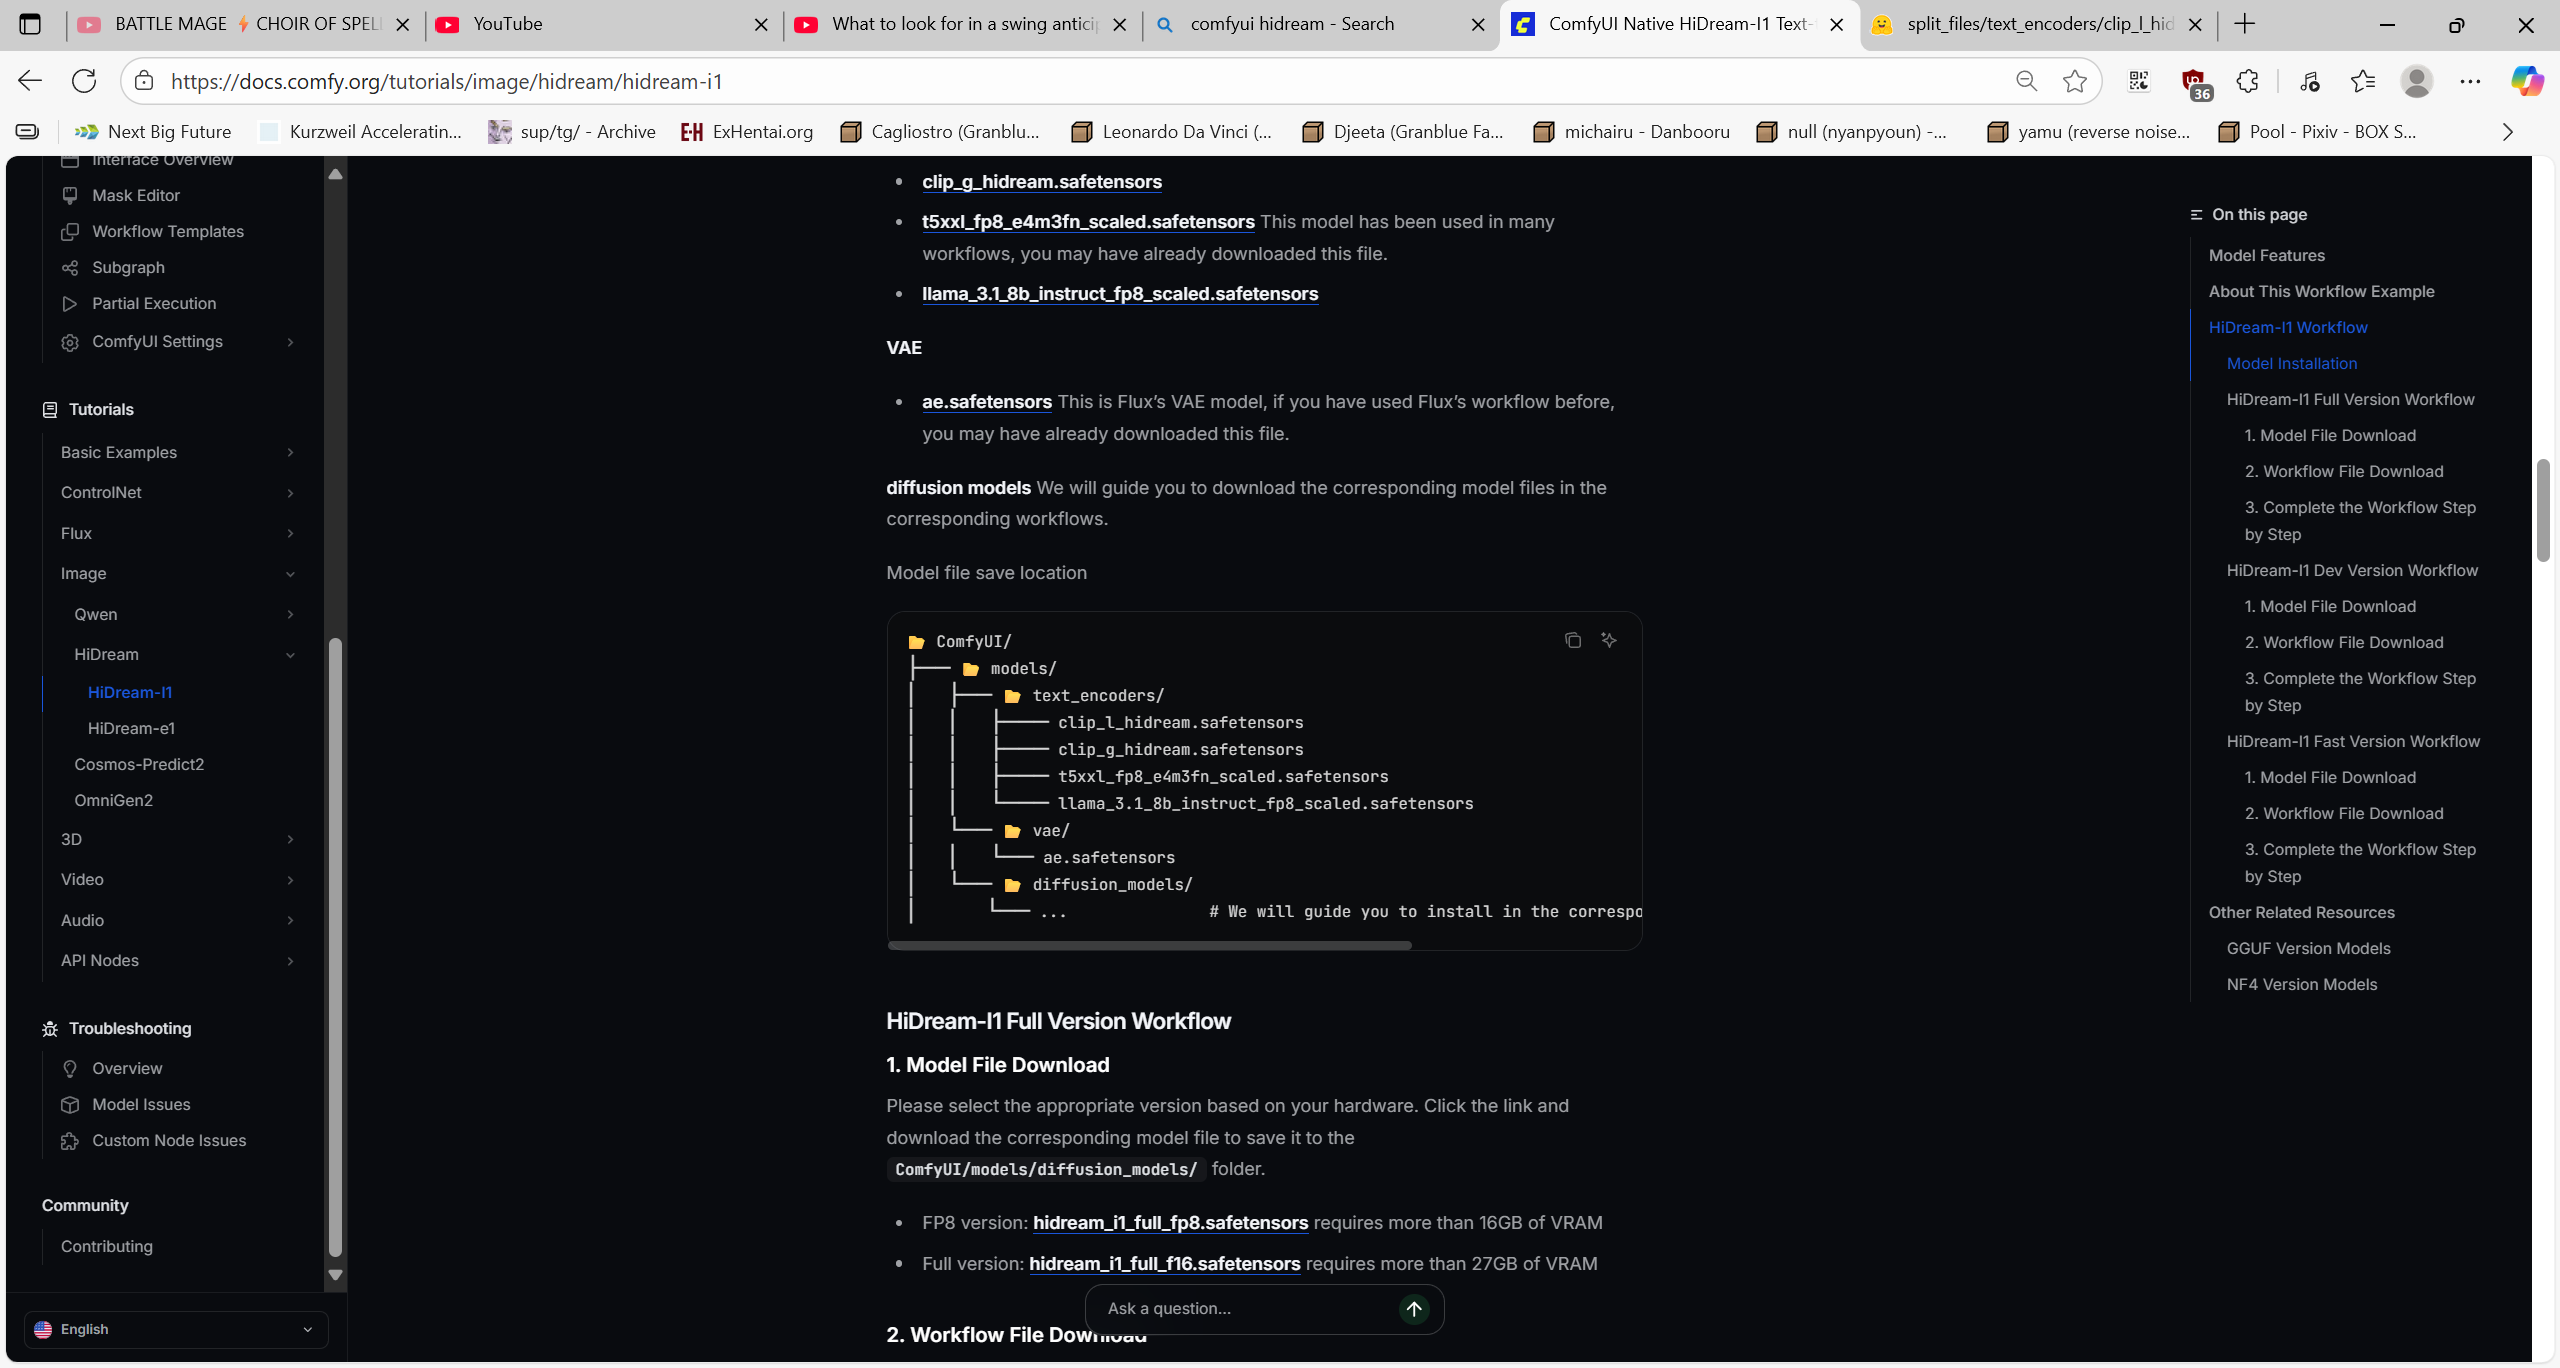 BATTLE MAGE ⚡ CHOIR OF SPEL
YouTube
What to look for in a swing antici
comfyui hidream - Search
ComfyUI Native HiDream-I1 Text-
split_files/text_encoders/clip_l_hid
https://docs.comfy.org/tutorials/image/hidream/hidream-i1
36
Next Big Future
Kurzweil Acceleratin...
sup/tg/ - Archive
E-H ExHentai.org
Cagliostro (Granblu...
Leonardo Da Vinci (...
Djeeta (Granblue Fa...
michairu - Danbooru
null (nyanpyoun) -...
yamu (reverse noise...
Pool - Pixiv - BOX S...
Interface Overview
Mask Editor
Workflow Templates
Subgraph
Partial Execution
ComfyUI Settings
Tutorials
Basic Examples
ControlNet
Flux
Image
Qwen
HiDream
HiDream-I1
HiDream-e1
Cosmos-Predict2
OmniGen2
3D
Video
Audio
API Nodes
Troubleshooting
Overview
Model Issues
Custom Node Issues
Community
Contributing
English
clip_g_hidream.safetensors
t5xxl_fp8_e4m3fn_scaled.safetensors This model has been used in many
workflows, you may have already downloaded this file.
llama_3.1_8b_instruct_fp8_scaled.safetensors
VAE
ae.safetensors This is Flux’s VAE model, if you have used Flux’s workflow before,
you may have already downloaded this file.
diffusion models We will guide you to download the corresponding model files in the
corresponding workflows.
Model file save location
ComfyUI/
models/
text_encoders/
clip_l_hidream.safetensors
clip_g_hidream.safetensors
t5xxl_fp8_e4m3fn_scaled.safetensors
llama_3.1_8b_instruct_fp8_scaled.safetensors
vae/
ae.safetensors
diffusion_models/
... # We will guide you to install in the correspo
HiDream-I1 Full Version Workflow
1. Model File Download
Please select the appropriate version based on your hardware. Click the link and
download the corresponding model file to save it to the
ComfyUI/models/diffusion_models/ folder.
FP8 version: hidream_i1_full_fp8.safetensors requires more than 16GB of VRAM
Full version: hidream_i1_full_f16.safetensors requires more than 27GB of VRAM
Ask a question...
2. Workflow File Download
On this page
Model Features
About This Workflow Example
HiDream-I1 Workflow
Model Installation
HiDream-I1 Full Version Workflow
1. Model File Download
2. Workflow File Download
3. Complete the Workflow Step
by Step
HiDream-I1 Dev Version Workflow
1. Model File Download
2. Workflow File Download
3. Complete the Workflow Step
by Step
HiDream-I1 Fast Version Workflow
1. Model File Download
2. Workflow File Download
3. Complete the Workflow Step
by Step
Other Related Resources
GGUF Version Models
NF4 Version Models